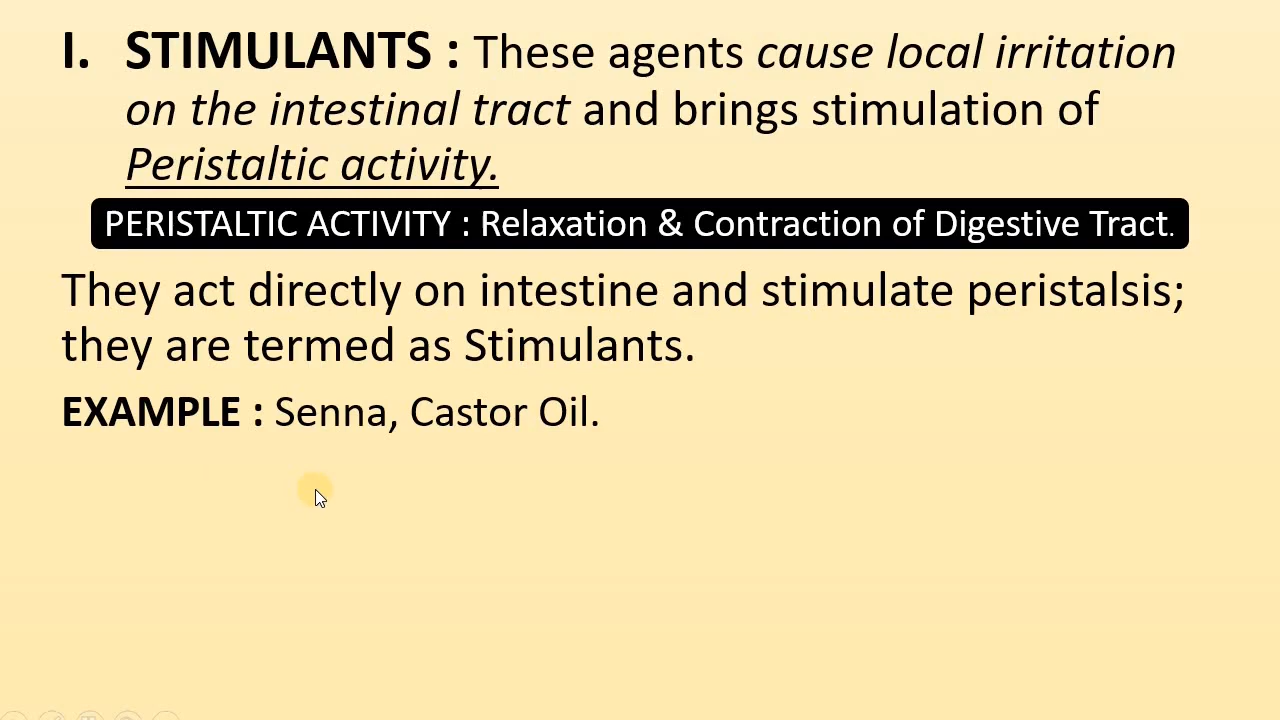 I. STIMULANTS : These agents cause local irritation
on the intestinal tract and brings stimulation of
Peristaltic activity.
PERISTALTIC ACTIVITY : Relaxation & Contraction of Digestive Tract.
They act directly on intestine and stimulate peristalsis;
they are termed as Stimulants.
EXAMPLE : Senna, Castor Oil.